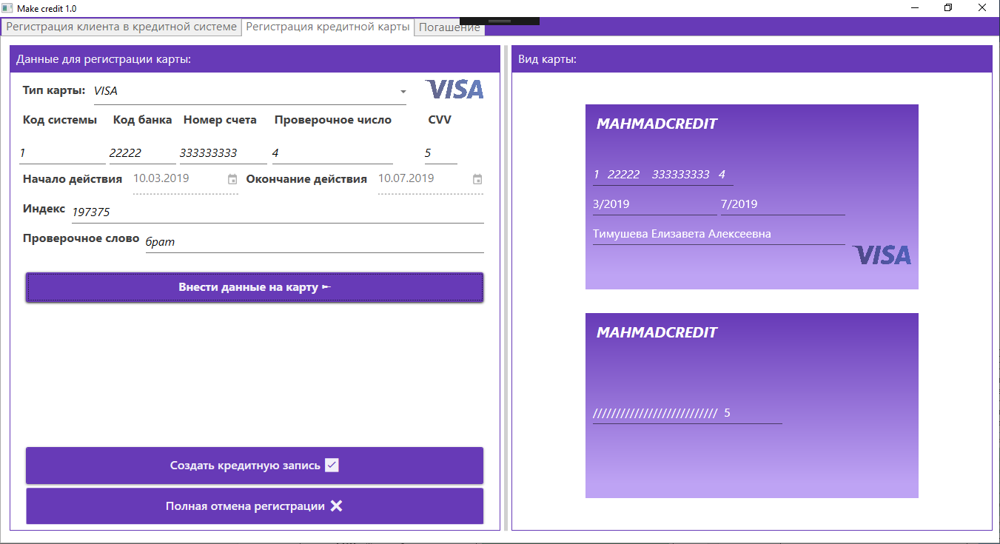 Make credit 1.0
Регистрация клиента в кредитной системе Регистрация кредитной карты Погашение
Данные для регистрации карты:
Тип карты: VISA VISA
Код системы Код банка Номер счета Проверочное число CVV
1 22222 333333333 4 5
Начало действия 10.03.2019 Окончание действия 10.07.2019
Индекс 197375
Проверочное слово брат
Внести данные на карту
Создать кредитную запись
Полная отмена регистрации
Вид карты:
MAHMADCREDIT
1 22222 333333333 4
3/2019 7/2019
Тимушева Елизавета Алексеевна
VISA
MAHMADCREDIT
/////////////////////////// 5